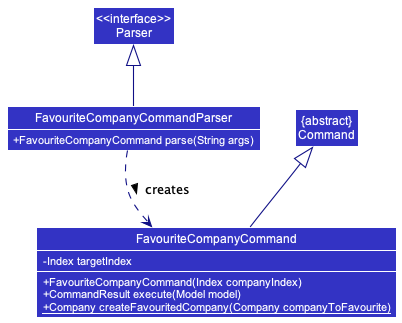 <<interface>>
Parser
FavouriteCompanyCommandParser
+FavouriteCompanyCommand parse(String args)
{abstract}
Command
creates
FavouriteCompanyCommand
-Index targetIndex
+FavouriteCompanyCommand(Index companyIndex)
+CommandResult execute(Model model)
+Company createFavouritedCompany(Company companyToFavourite)